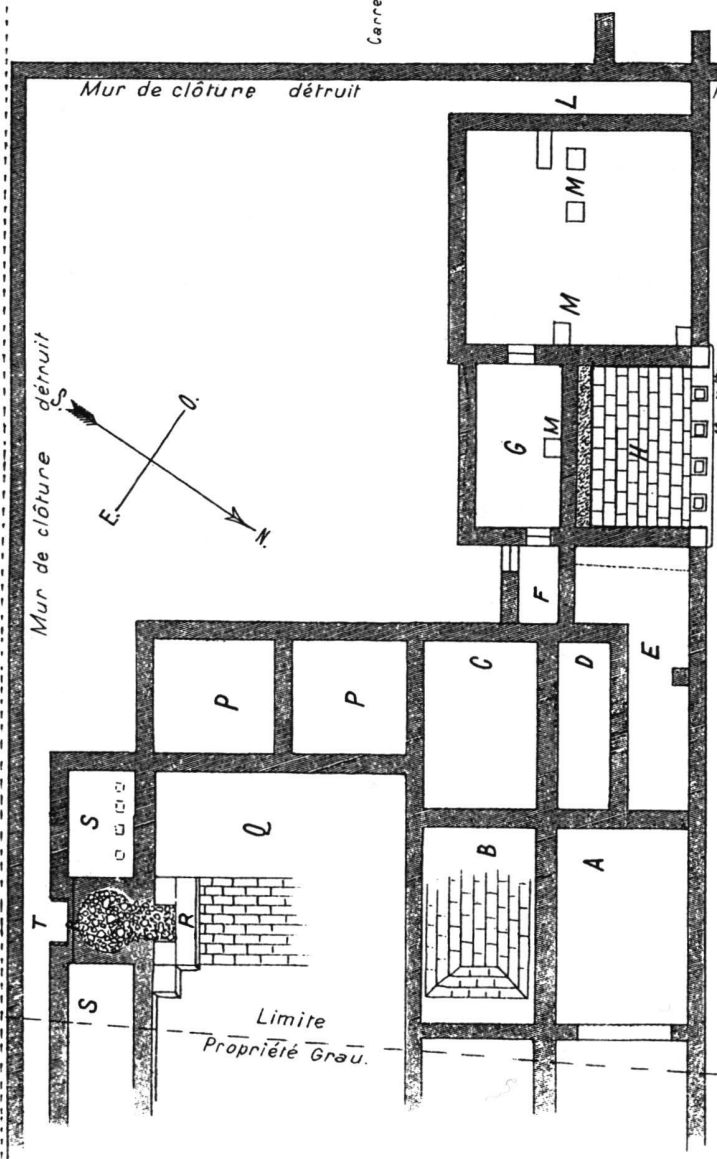 Carre
Mur de clôture détruit
L
M
M
Mur de clôture détruit
S.
O.
E.
N.
G
M
H
F
E
D
C
P
P
Q
S
T
R
S
B
A
Limite
Propriété Grau.